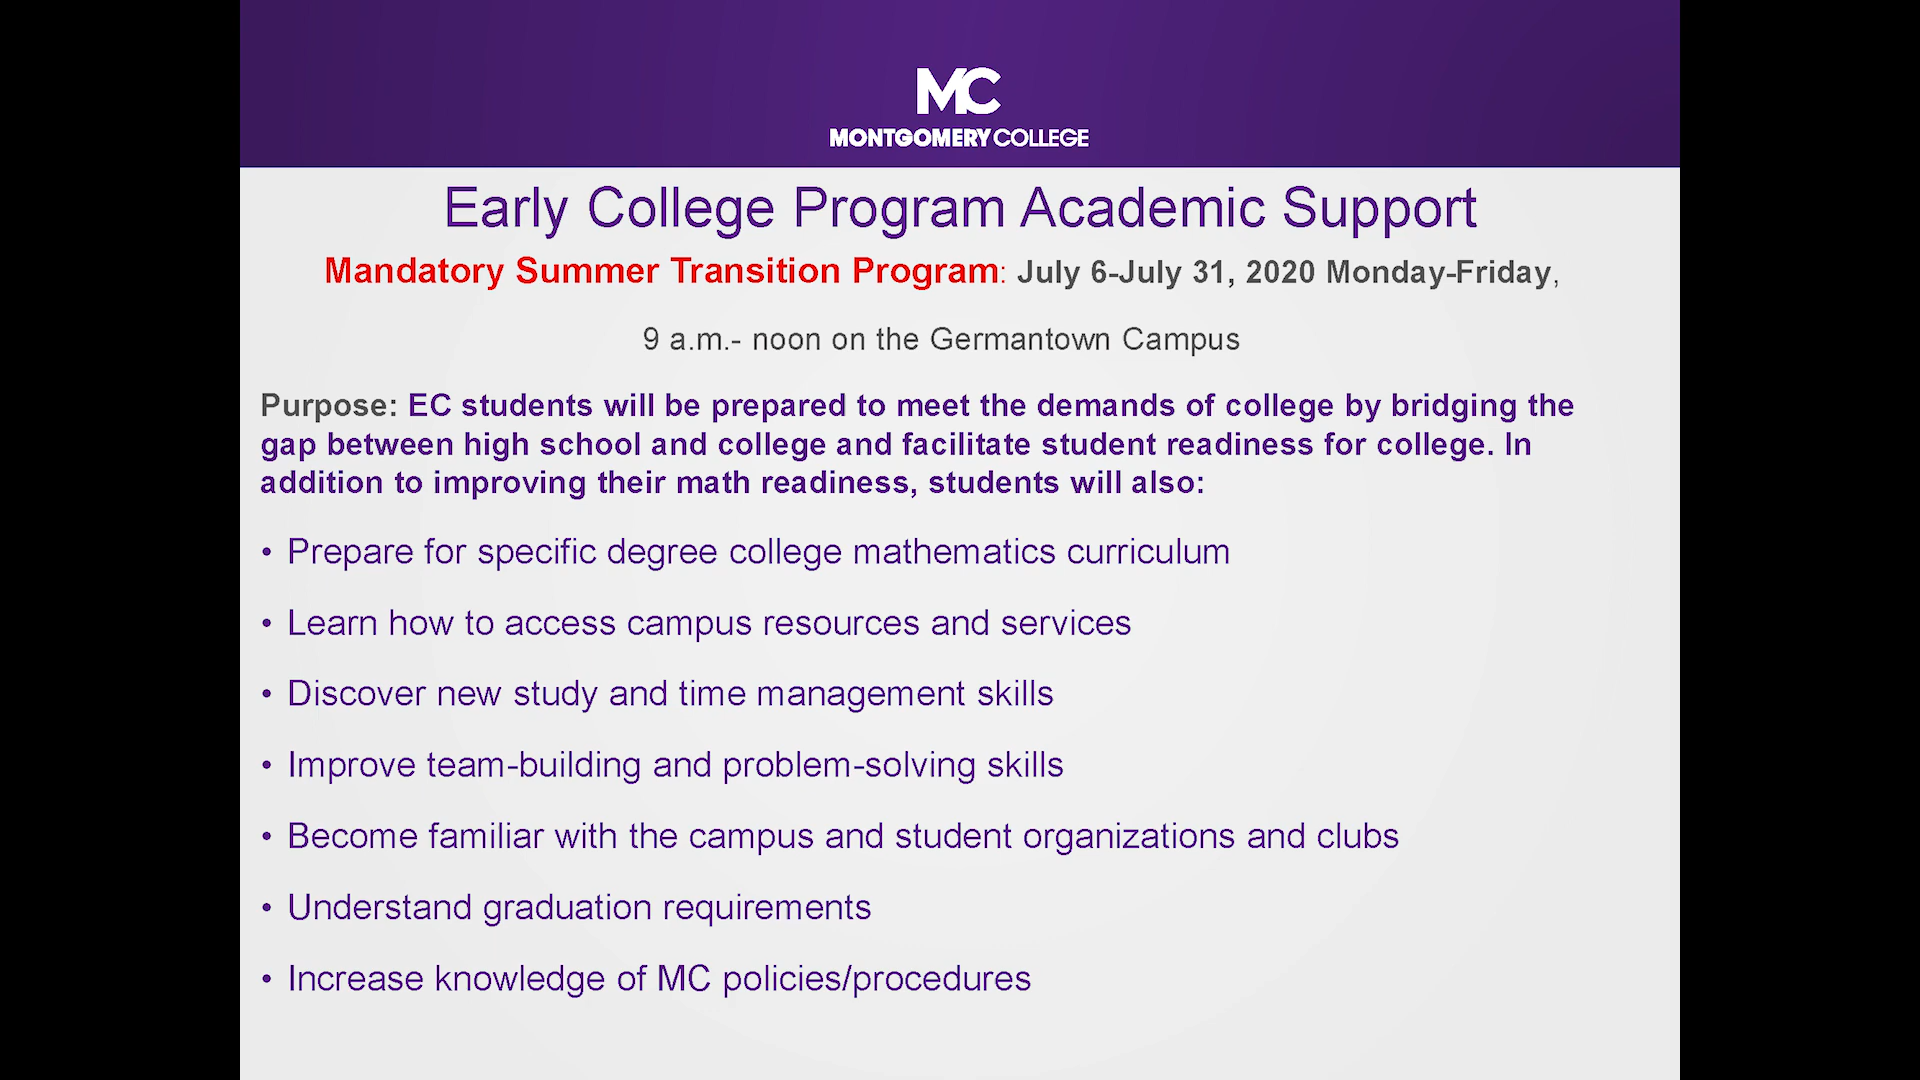 MC
MONTGOMERY COLLEGE
Early College Program Academic Support
Mandatory Summer Transition Program: July 6-July 31, 2020 Monday-Friday,
9 a.m.- noon on the Germantown Campus
Purpose: EC students will be prepared to meet the demands of college by bridging the
gap between high school and college and facilitate student readiness for college. In
addition to improving their math readiness, students will also:
• Prepare for specific degree college mathematics curriculum
• Learn how to access campus resources and services
• Discover new study and time management skills
• Improve team-building and problem-solving skills
• Become familiar with the campus and student organizations and clubs
• Understand graduation requirements
• Increase knowledge of MC policies/procedures